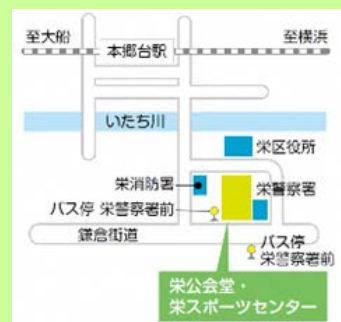 至大船
本郷台駅
至横浜
いたち川
栄区役所
栄消防署
栄警察署
バス停 栄警察署前
鎌倉街道
バス停
栄警察署前
栄公会堂・
栄スポーツセンター